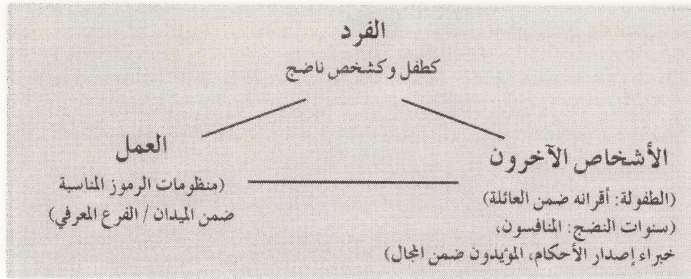 الفرد
كطفل وكشخص ناضج
الأشخاص الآخرون
(الطفولة: أقرانه ضمن العائلة)
(سنوات النضج: المنافسون،
خبراء إصدار الأحكام، المؤيدون ضمن المجال)
العمل
(منظومات الرموز المناسبة
ضمن الميدان / الفرع المعرفي)